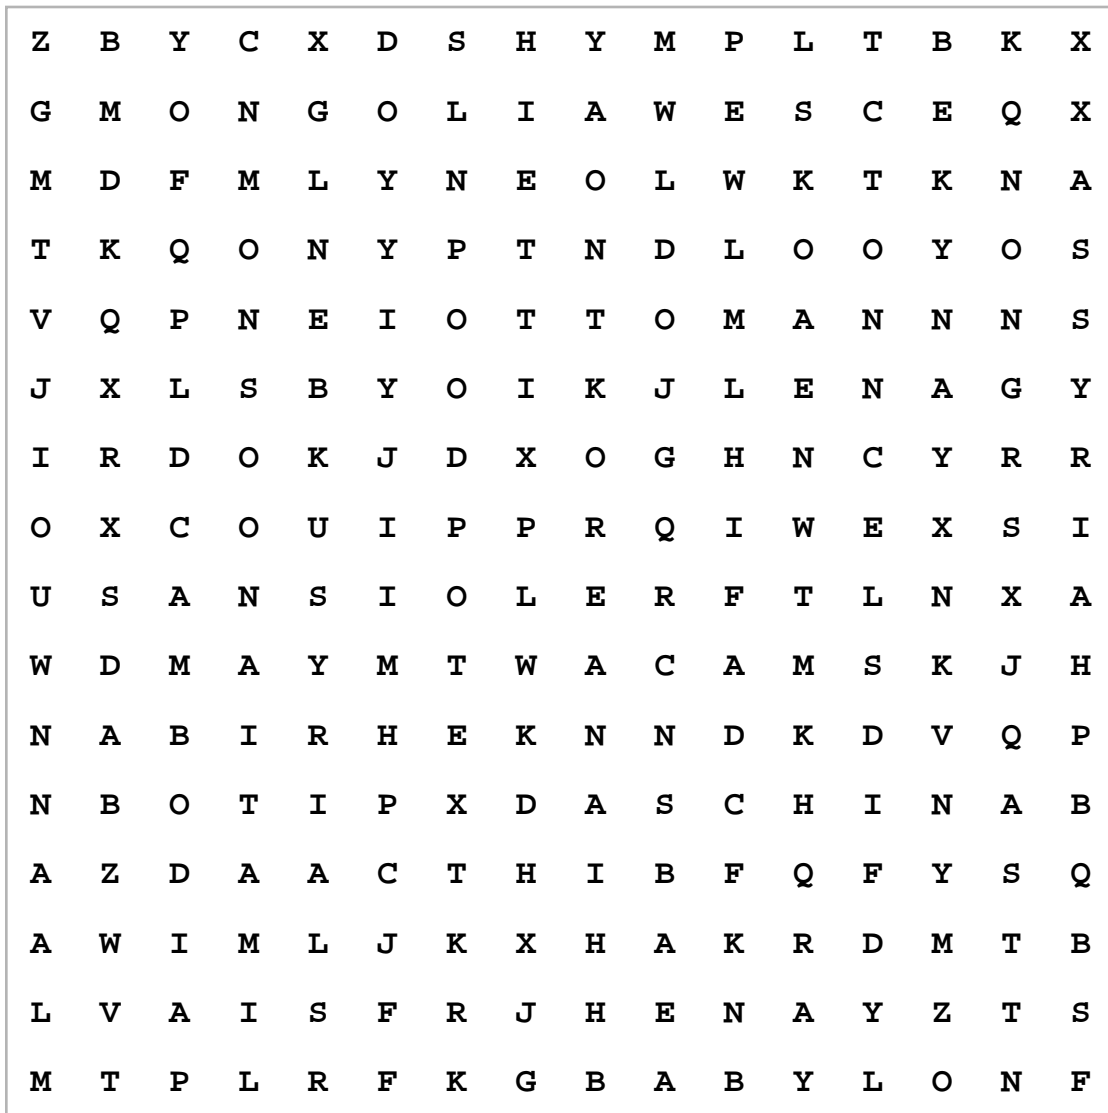 Z B Y C X D S H Y M P L T B K X
G M O N G O L I A W E S C E Q X
M D F M L Y N E O L W K T K N A
T K Q O N Y P T N D L O O Y O S
V Q P N E I O T T O M A N N N S
J X L S B Y O I K J L E N A G Y
I R D O K J D X O G H N C Y R R
O X C O U I P P R Q I W E X S I
U S A N S I O L E R F T L N X A
W D M A Y M T W A C A M S K J H
N A B I R H E K N N D K D V Q P
N B O T I P X D A S C H I N A B
A Z D A A C T H I B F Q F Y S Q
A W I M L J K X H A K R D M T B
L V A I S F R J H E N A Y Z T S
M T P L R F K G B A B Y L O N F